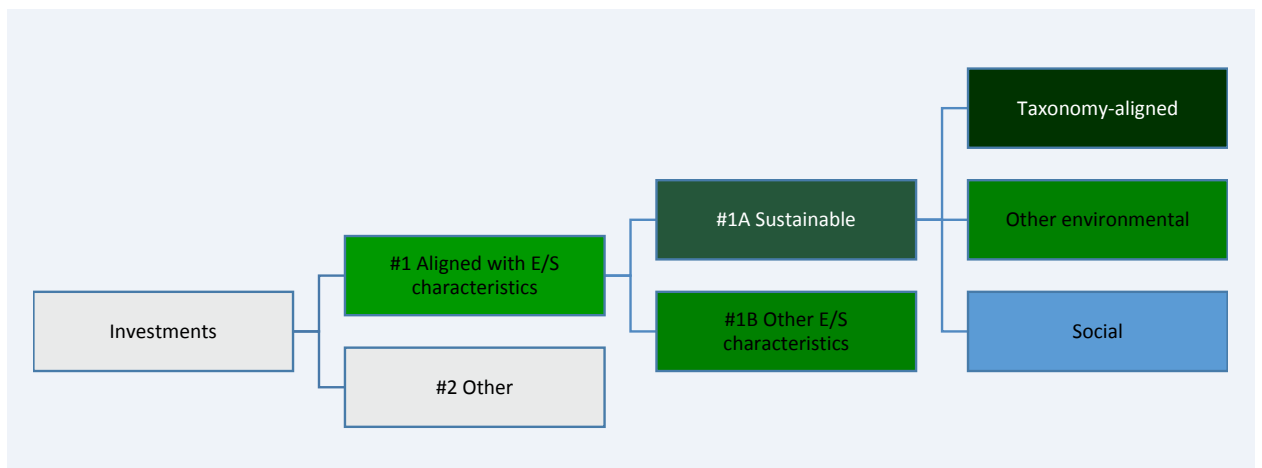 Investments
#1 Aligned with E/S
characteristics
#2 Other
#1A Sustainable
#1B Other E/S
characteristics
Taxonomy-aligned
Other environmental
Social